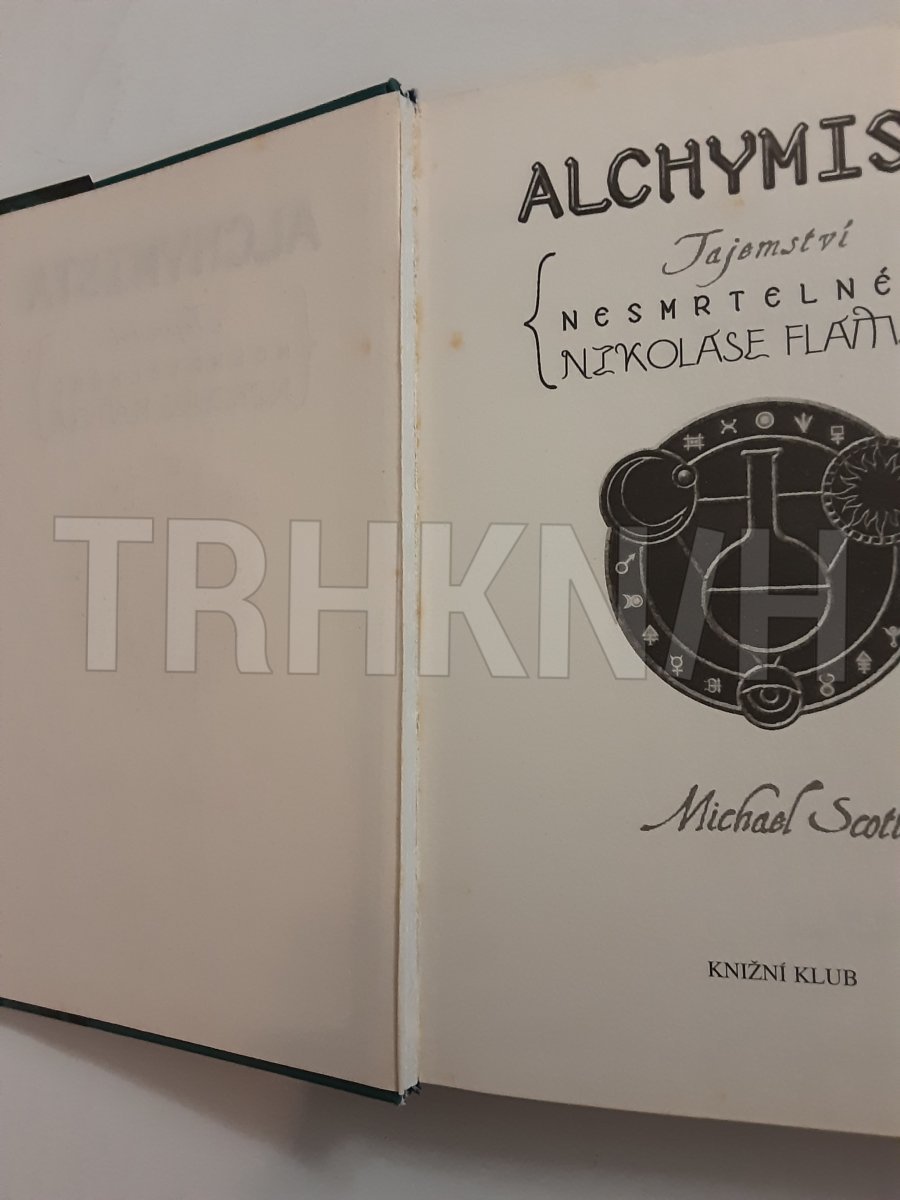 ALCHYMIS
Tajemství
NESMRTELNÉ
NIKOLASE FLAM
TRHKNIH
Michael Scott
KNIŽNÍ KLUB